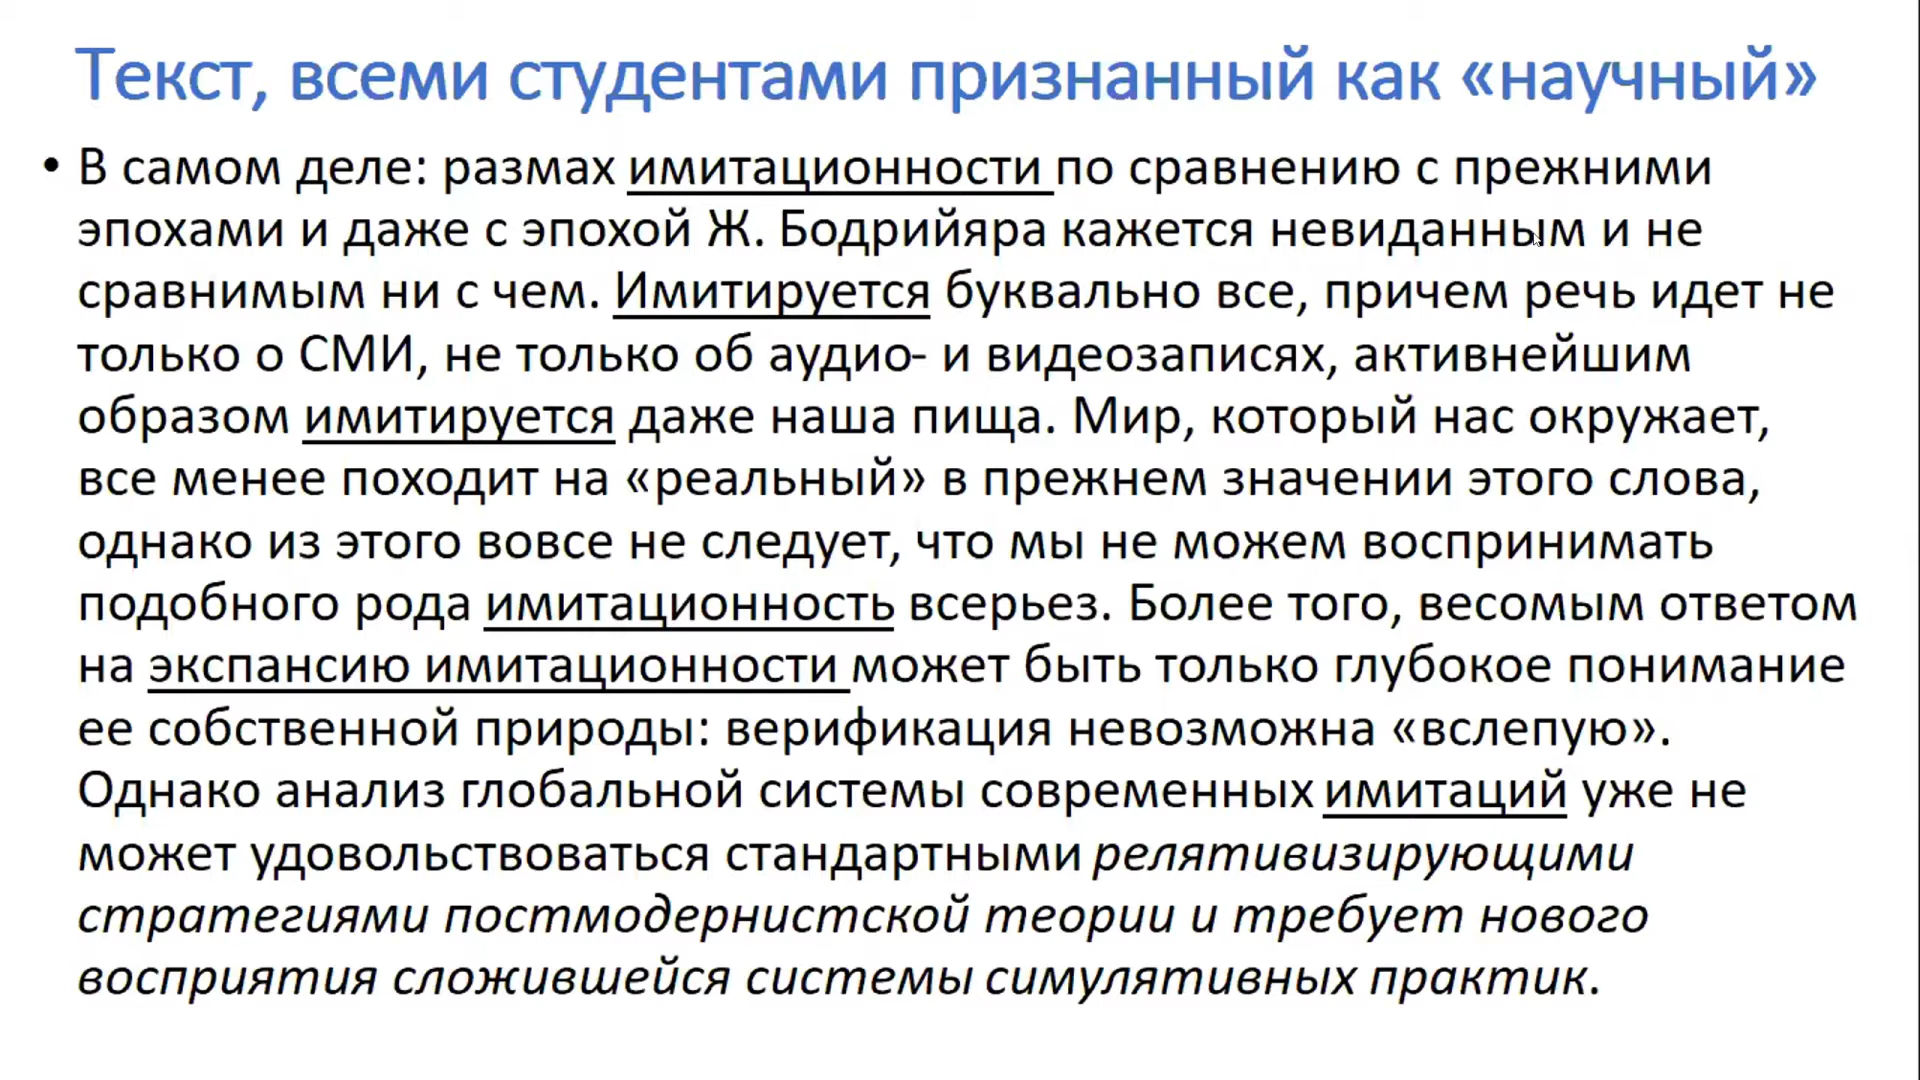 Текст, всеми студентами признанный как «научный»
• В самом деле: размах имитационности по сравнению с прежними
эпохами и даже с эпохой Ж. Бодрийяра кажется невиданным и не
сравнимым ни с чем. Имитируется буквально все, причем речь идет не
только о СМИ, не только об аудио- и видеозаписях, активнейшим
образом имитируется даже наша пища. Мир, который нас окружает,
все менее походит на «реальный» в прежнем значении этого слова,
однако из этого вовсе не следует, что мы не можем воспринимать
подобного рода имитационность всерьез. Более того, весомым ответом
на экспансию имитационности может быть только глубокое понимание
ее собственной природы: верификация невозможна «вслепую».
Однако анализ глобальной системы современных имитаций уже не
может удовольствоваться стандартными релятивизирующими
стратегиями постмодернистской теории и требует нового
восприятия сложившейся системы симулятивных практик.